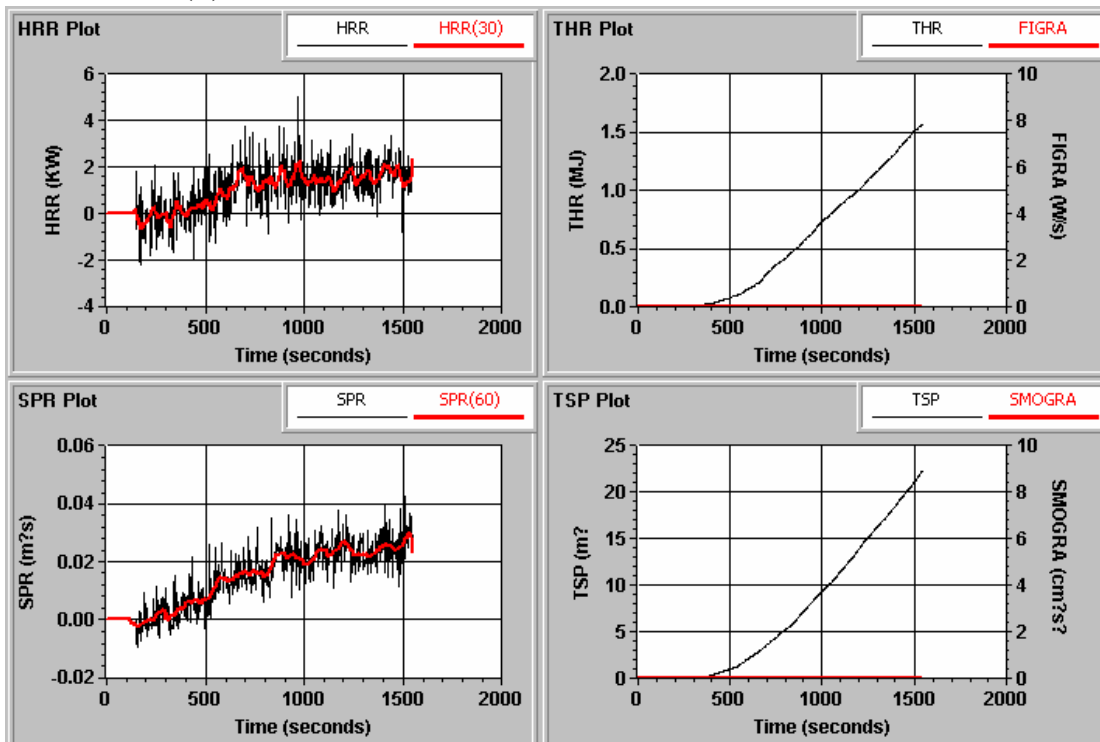 HRR Plot HRR HRR(30)
6
4
2
0
-2
-4
HRR (KW)
0 500 1000 1500 2000
Time (seconds)
THR Plot THR FIGRA
2.0 10
1.5 8
1.0 6
0.5 4
0.0 2
0
THR (MJ)
FIGRA (W/s)
0 500 1000 1500 2000
Time (seconds)
SPR Plot SPR SPR(60)
0.06
0.04
0.02
0.00
-0.02
SPR (m?s)
0 500 1000 1500 2000
Time (seconds)
TSP Plot TSP SMOGRA
25 10
20 8
15 6
10 4
5 2
0 0
TSP (m?
SMOGRA (cm?s?
0 500 1000 1500 2000
Time (seconds)